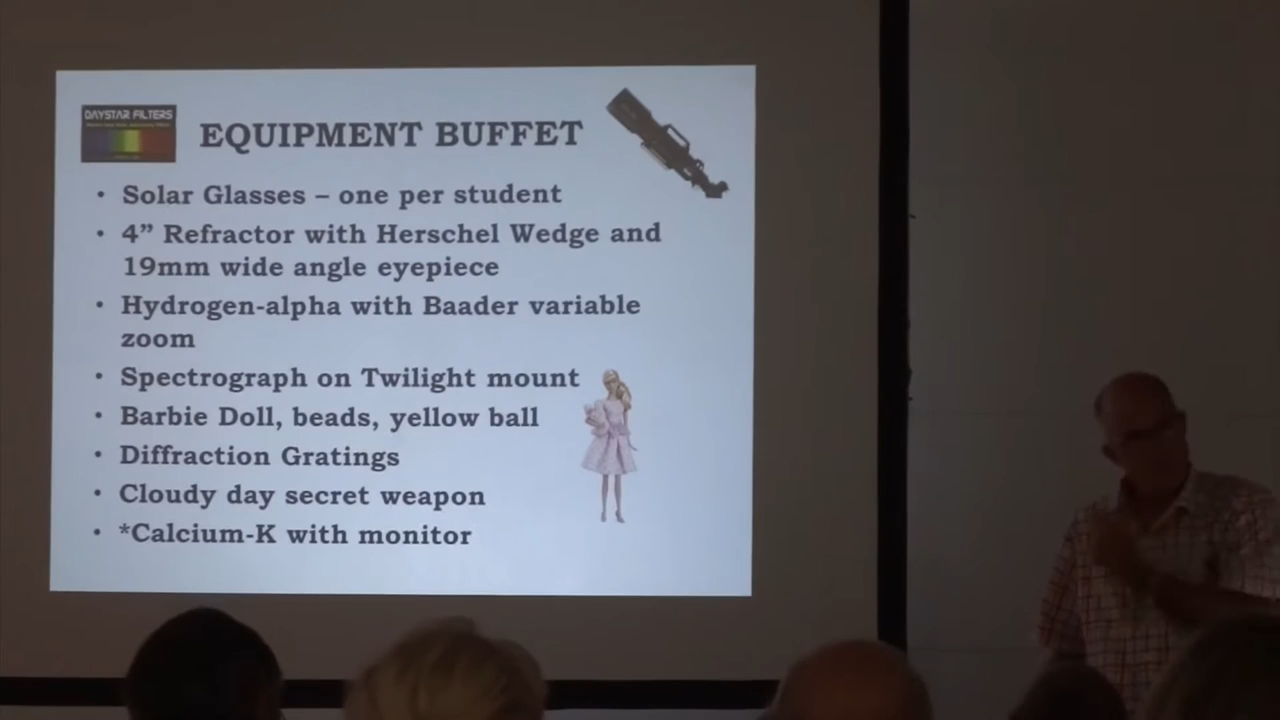 DAYSTAR FILTERS
EQUIPMENT BUFFET
• Solar Glasses – one per student
• 4” Refractor with Herschel Wedge and
19mm wide angle eyepiece
• Hydrogen-alpha with Baader variable
zoom
• Spectrograph on Twilight mount
• Barbie Doll, beads, yellow ball
• Diffraction Gratings
• Cloudy day secret weapon
• *Calcium-K with monitor